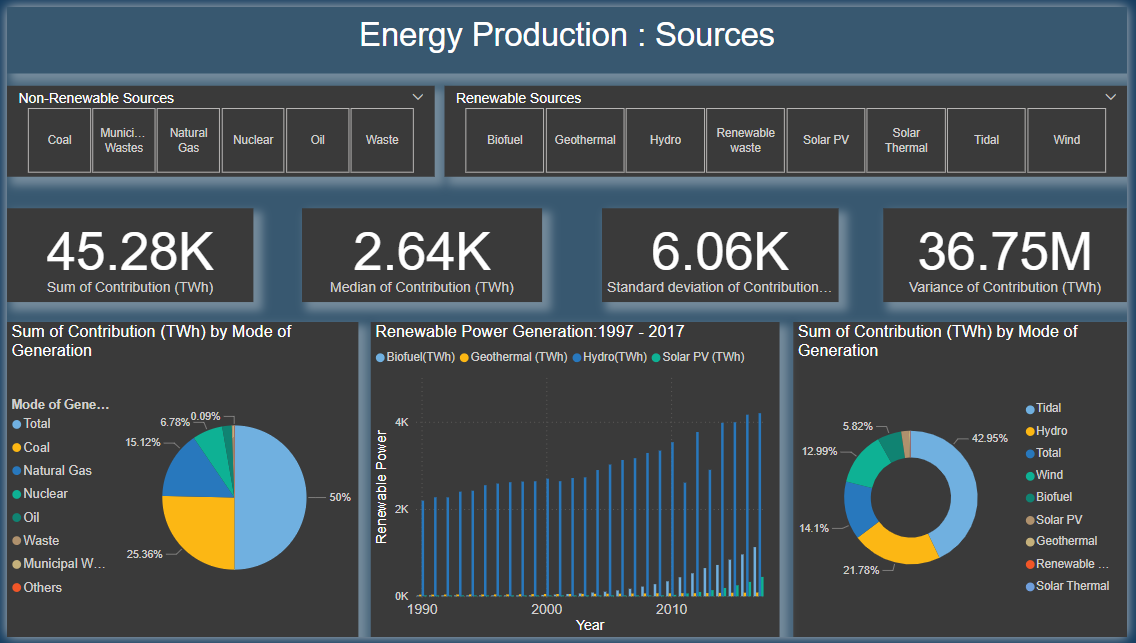 Energy Production : Sources
Non-Renewable Sources
Coal
Munici...
Wastes
Natural
Gas
Nuclear
Oil
Waste
Renewable Sources
Biofuel
Geothermal
Hydro
Renewable
waste
Solar PV
Solar
Thermal
Tidal
Wind
45.28K
Sum of Contribution (TWh)
2.64K
Median of Contribution (TWh)
6.06K
Standard deviation of Contribution...
36.75M
Variance of Contribution (TWh)
Sum of Contribution (TWh) by Mode of
Generation
Mode of Gene...
Total
Coal
Natural Gas
Nuclear
Oil
Waste
Municipal W...
Others
0.09%
6.78%
15.12%
50%
25.36%
Renewable Power Generation:1997 - 2017
Biofuel(TWh) Geothermal (TWh) Hydro(TWh) Solar PV (TWh)
Renewable Power
4K
2K
0K
1990 2000 2010
Year
Sum of Contribution (TWh) by Mode of
Generation
5.82%
42.95%
12.99%
14.1%
21.78%
Tidal
Hydro
Total
Wind
Biofuel
Solar PV
Geothermal
Renewable ...
Solar Thermal